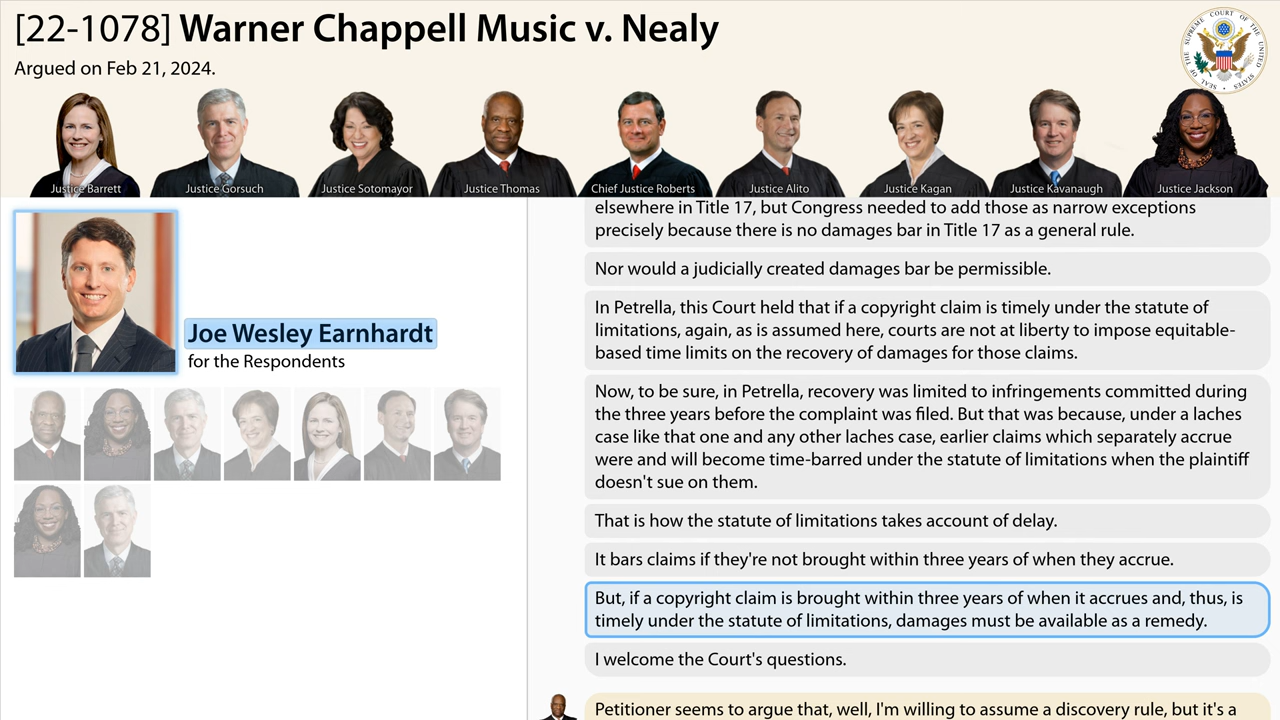 [22-1078] Warner Chappell Music v. Nealy
Argued on Feb 21, 2024.
SEAL OF THE SUPREME COURT OF THE UNITED STATES
Justice Barrett
Justice Gorsuch
Justice Sotomayor
Justice Thomas
Chief Justice Roberts
Justice Alito
Justice Kagan
Justice Kavanaugh
Justice Jackson
Joe Wesley Earnhardt
for the Respondents
elsewhere in Title 17, but Congress needed to add those as narrow exceptions
precisely because there is no damages bar in Title 17 as a general rule.
Nor would a judicially created damages bar be permissible.
In Petrella, this Court held that if a copyright claim is timely under the statute of
limitations, again, as is assumed here, courts are not at liberty to impose equitable-
based time limits on the recovery of damages for those claims.
Now, to be sure, in Petrella, recovery was limited to infringements committed during
the three years before the complaint was filed. But that was because, under a laches
case like that one and any other laches case, earlier claims which separately accrue
were and will become time-barred under the statute of limitations when the plaintiff
doesn't sue on them.
That is how the statute of limitations takes account of delay.
It bars claims if they're not brought within three years of when they accrue.
But, if a copyright claim is brought within three years of when it accrues and, thus, is
timely under the statute of limitations, damages must be available as a remedy.
I welcome the Court's questions.
Petitioner seems to argue that, well, I'm willing to assume a discovery rule, but it's a